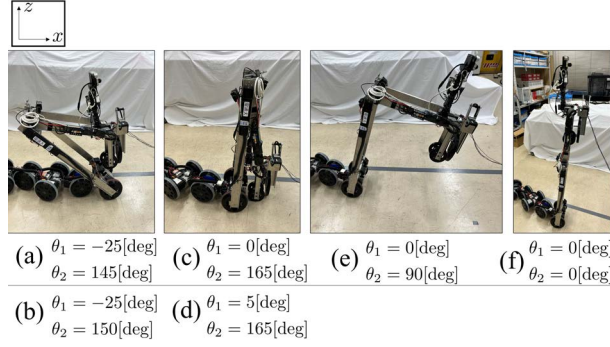 z
x
(a) θ₁ = −25[deg]
θ₂ = 145[deg]
(c) θ₁ = 0[deg]
θ₂ = 165[deg]
(e) θ₁ = 0[deg]
θ₂ = 90[deg]
(f) θ₁ = 0[deg]
θ₂ = 0[deg]
(b) θ₁ = −25[deg]
θ₂ = 150[deg]
(d) θ₁ = 5[deg]
θ₂ = 165[deg]